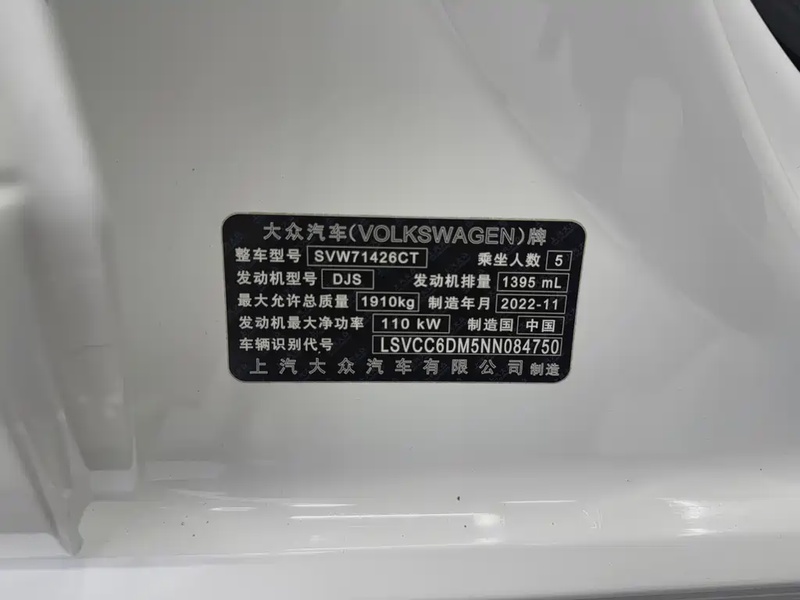 大众汽车(VOLKSWAGEN)牌
整车型号 SVW71426CT 乘坐人数 5
发动机型号 DJS 发动机排量 1395 mL
最大允许总质量 1910kg 制造年月 2022-11
发动机最大净功率 110 kW 制造国 中国
车辆识别代号 LSVCC6DM5NN084750
上汽大众汽车有限公司 制造